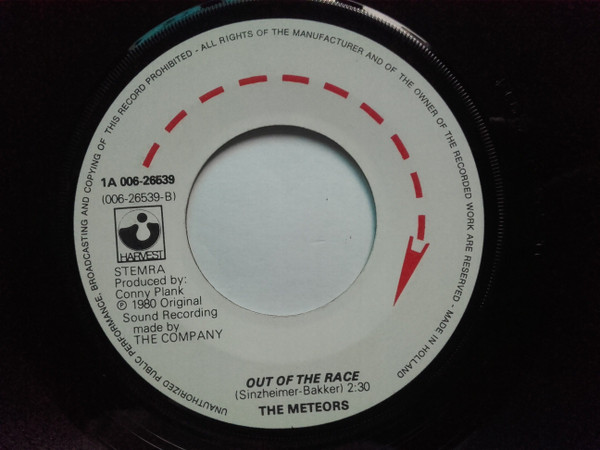 UNAUTHORIZED PUBLIC PERFORMANCE, BROADCASTING AND COPYING OF THIS RECORD PROHIBITED - ALL RIGHTS OF THE MANUFACTURER AND OF THE OWNER OF THE RECORDED WORK ARE RESERVED - MADE IN HOLLAND
1A 006-26539
(006-26539-B)
HARVEST
STEMRA
Produced by:
Conny Plank
℗ 1980 Original
Sound Recording
made by
THE COMPANY
OUT OF THE RACE
(Sinzheimer-Bakker) 2:30
THE METEORS